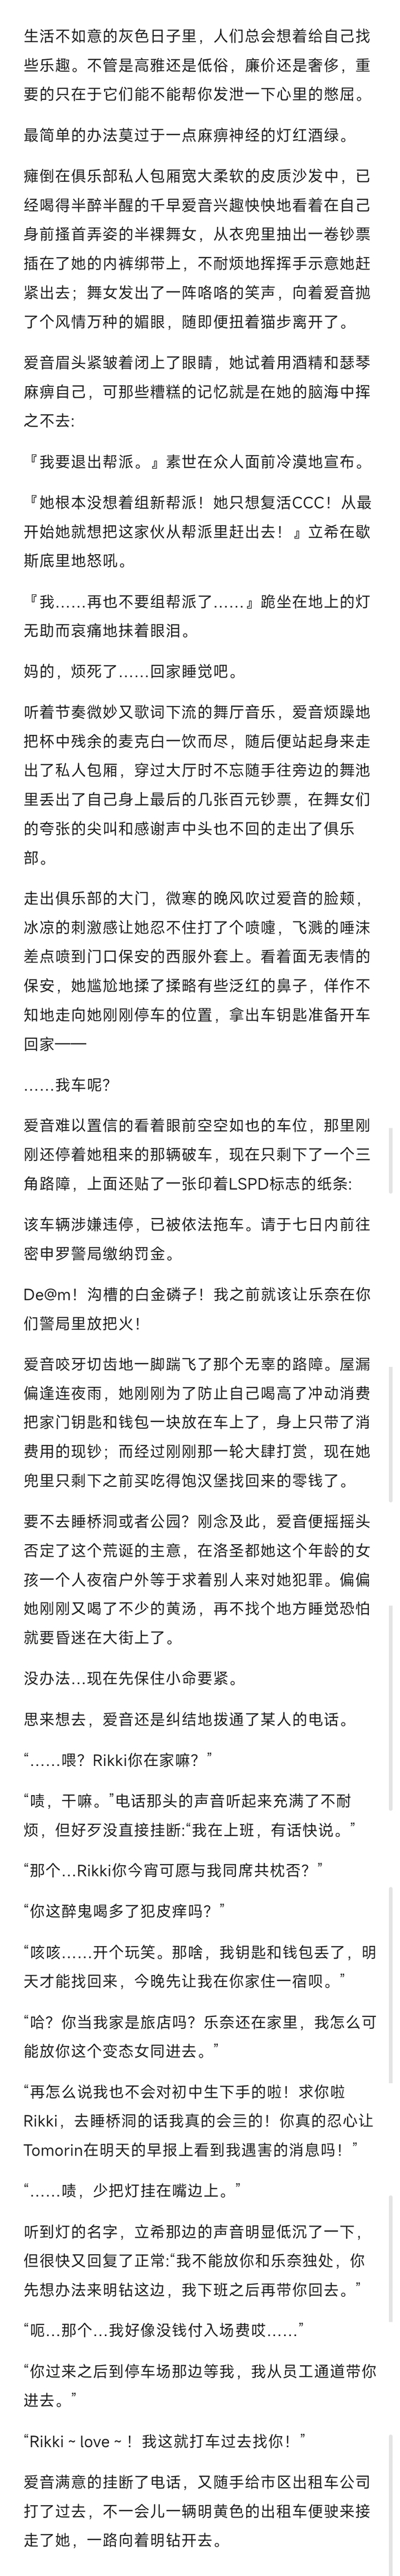 生活不如意的灰色日子里，人们总会想着给自己找
些乐趣。不管是高雅还是低俗，廉价还是奢侈，重
要的只在于它们能不能帮你发泄一下心里的憋屈。
最简单的办法莫过于一点麻痹神经的灯红酒绿。
瘫倒在俱乐部私人包厢宽大柔软的皮质沙发中，已
经喝得半醉半醒的千早爱音兴趣怏怏地看着在自己
身前搔首弄姿的半裸舞女，从衣兜里抽出一卷钞票
插在了她的内裤绑带上，不耐烦地挥挥手示意她赶
紧出去；舞女发出了一阵咯咯的笑声，向着爱音抛
了个风情万种的媚眼，随即便扭着猫步离开了。
爱音眉头紧皱着闭上了眼睛，她试着用酒精和瑟琴
麻痹自己，可那些糟糕的记忆就是在她的脑海中挥
之不去:
『我要退出帮派。』素世在众人面前冷漠地宣布。
『她根本没想着组新帮派！她只想复活CCC！从最
开始她就想把这家伙从帮派里赶出去！』立希在歇
斯底里地怒吼。
『我……再也不要组帮派了……』跪坐在地上的灯
无助而哀痛地抹着眼泪。
妈的，烦死了……回家睡觉吧。
听着节奏微妙又歌词下流的舞厅音乐，爱音烦躁地
把杯中残余的麦克白一饮而尽，随后便站起身来走
出了私人包厢，穿过大厅时不忘随手往旁边的舞池
里丢出了自己身上最后的几张百元钞票，在舞女们
的夸张的尖叫和感谢声中头也不回的走出了俱乐
部。
走出俱乐部的大门，微寒的晚风吹过爱音的脸颊，
冰凉的刺激感让她忍不住打了个喷嚏，飞溅的唾沫
差点喷到门口保安的西服外套上。看着面无表情的
保安，她尴尬地揉了揉略有些泛红的鼻子，佯作不
知地走向她刚刚停车的位置，拿出车钥匙准备开车
回家——
……我车呢？
爱音难以置信的看着眼前空空如也的车位，那里刚
刚还停着她租来的那辆破车，现在只剩下了一个三
角路障，上面还贴了一张印着LSPD标志的纸条:
该车辆涉嫌违停，已被依法拖车。请于七日内前往
密申罗警局缴纳罚金。
De@m！沟槽的白金磷子！我之前就该让乐奈在你
们警局里放把火！
爱音咬牙切齿地一脚踹飞了那个无辜的路障。屋漏
偏逢连夜雨，她刚刚为了防止自己喝高了冲动消费
把家门钥匙和钱包一块放在车上了，身上只带了消
费用的现钞；而经过刚刚那一轮大肆打赏，现在她
兜里只剩下之前买吃得饱汉堡找回来的零钱了。
要不去睡桥洞或者公园？刚念及此，爱音便摇摇头
否定了这个荒诞的主意，在洛圣都她这个年龄的女
孩一个人夜宿户外等于求着别人来对她犯罪。偏偏
她刚刚又喝了不少的黄汤，再不找个地方睡觉恐怕
就要昏迷在大街上了。
没办法…现在先保住小命要紧。
思来想去，爱音还是纠结地拨通了某人的电话。
“……喂？Rikki你在家嘛？”
“啧，干嘛。”电话那头的声音听起来充满了不耐
烦，但好歹没直接挂断:“我在上班，有话快说。”
“那个…Rikki你今宵可愿与我同席共枕否？”
“你这醉鬼喝多了犯皮痒吗？”
“咳咳……开个玩笑。那啥，我钥匙和钱包丢了，明
天才能找回来，今晚先让我在你家住一宿呗。”
“哈？你当我家是旅店吗？乐奈还在家里，我怎么可
能放你这个变态女同进去。”
“再怎么说我也不会对初中生下手的啦！求你啦
Rikki，去睡桥洞的话我真的会三的！你真的忍心让
Tomorin在明天的早报上看到我遇害的消息吗！”
“……啧，少把灯挂在嘴边上。”
听到灯的名字，立希那边的声音明显低沉了一下，
但很快又回复了正常:“我不能放你和乐奈独处，你
先想办法来明钻这边，我下班之后再带你回去。”
“呃…那个…我好像没钱付入场费哎……”
“你过来之后到停车场那边等我，我从员工通道带你
进去。”
“Rikki～love～！我这就打车过去找你！”
爱音满意的挂断了电话，又随手给市区出租车公司
打了过去，不一会儿一辆明黄色的出租车便驶来接
走了她，一路向着明钻开去。